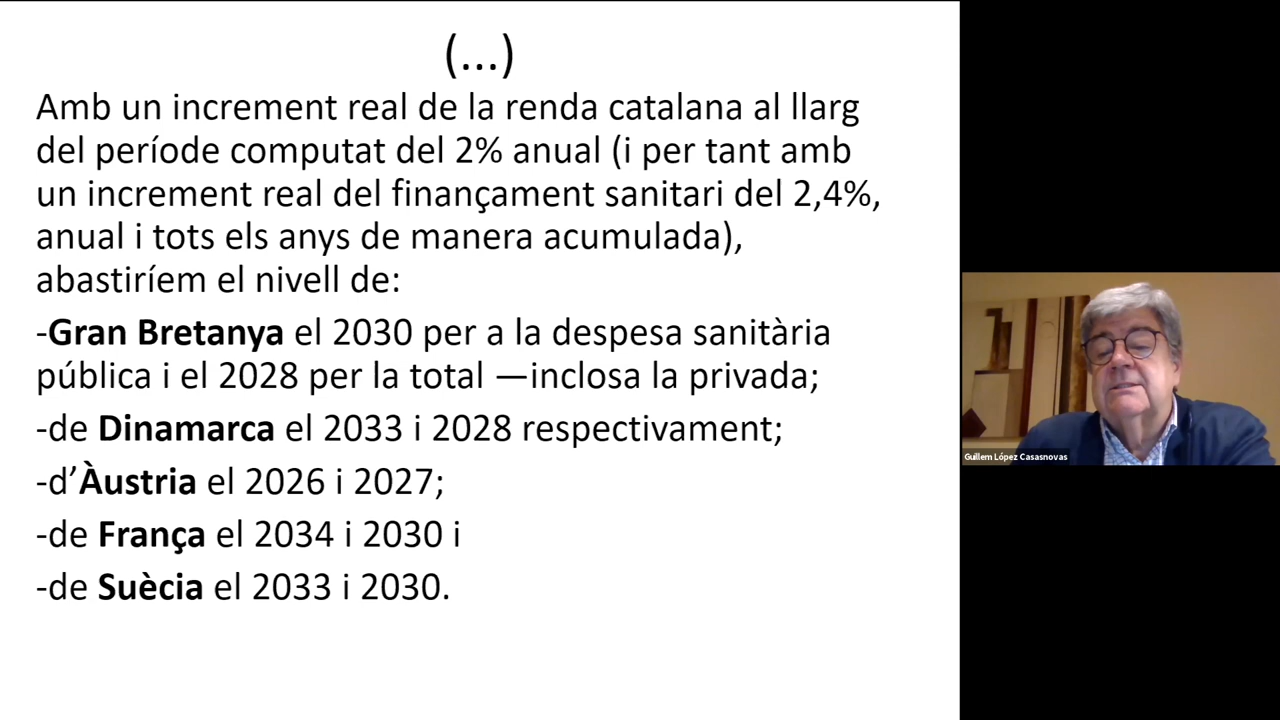 (...)
Amb un increment real de la renda catalana al llarg
del període computat del 2% anual (i per tant amb
un increment real del finançament sanitari del 2,4%,
anual i tots els anys de manera acumulada),
abastiríem el nivell de:
-Gran Bretanya el 2030 per a la despesa sanitària
pública i el 2028 per la total —inclosa la privada;
-de Dinamarca el 2033 i 2028 respectivament;
-d’Àustria el 2026 i 2027;
-de França el 2034 i 2030 i
-de Suècia el 2033 i 2030.
Guillem López Casasnovas